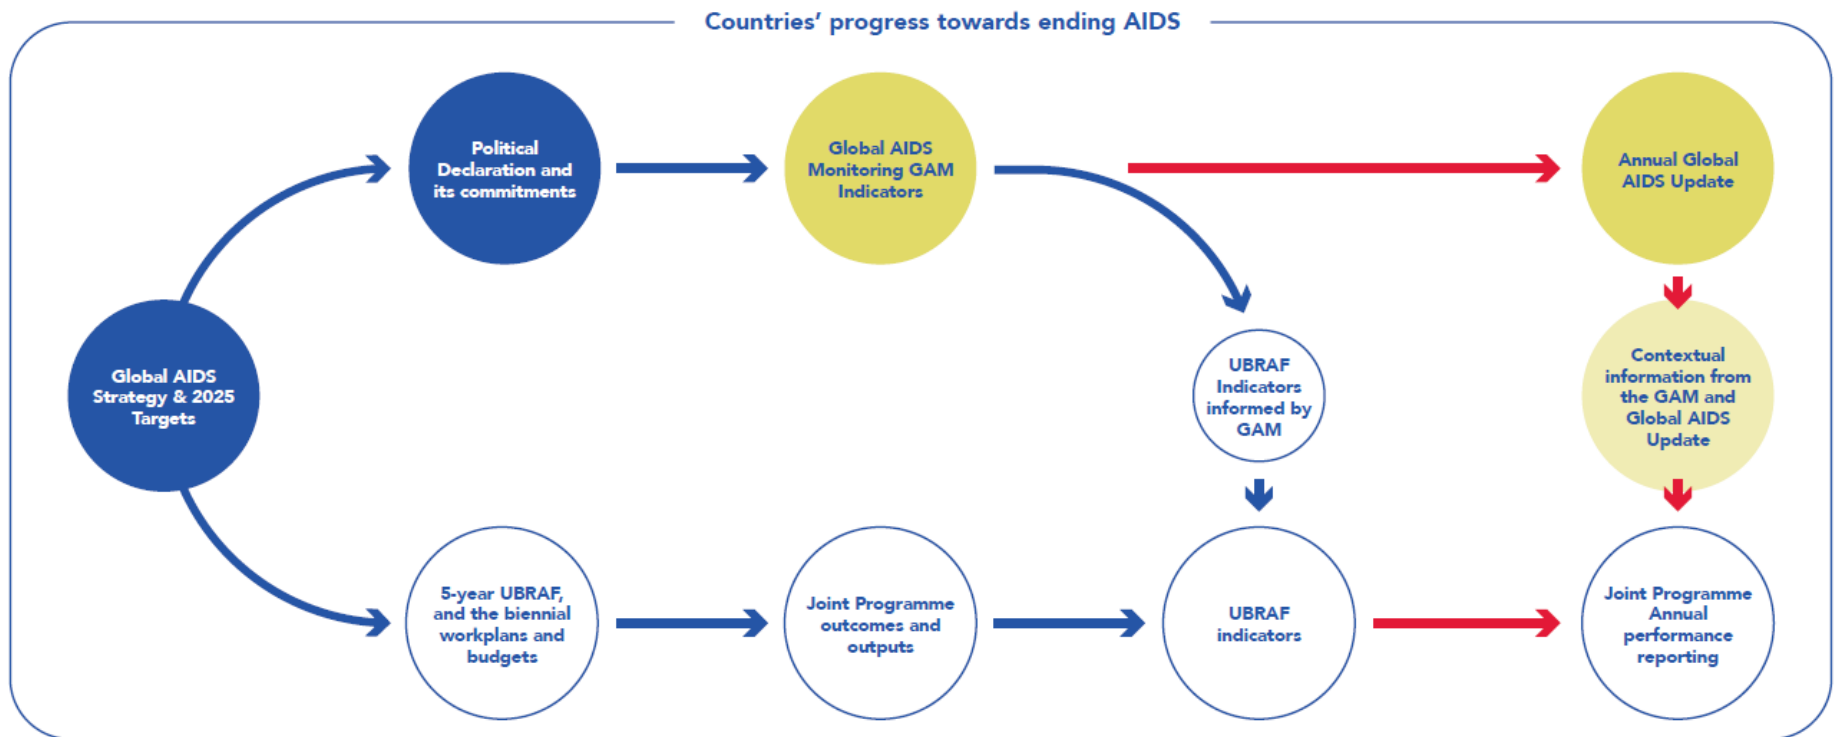 Countries’ progress towards ending AIDS
Political
Declaration and
its commitments
Global AIDS
Monitoring GAM
Indicators
Annual Global
AIDS Update
Global AIDS
Strategy & 2025
Targets
UBRAF
Indicators
informed by
GAM
Contextual
information from
the GAM and
Global AIDS
Update
5-year UBRAF,
and the biennial
workplans and
budgets
Joint Programme
outcomes and
outputs
UBRAF
indicators
Joint Programme
Annual
performance
reporting